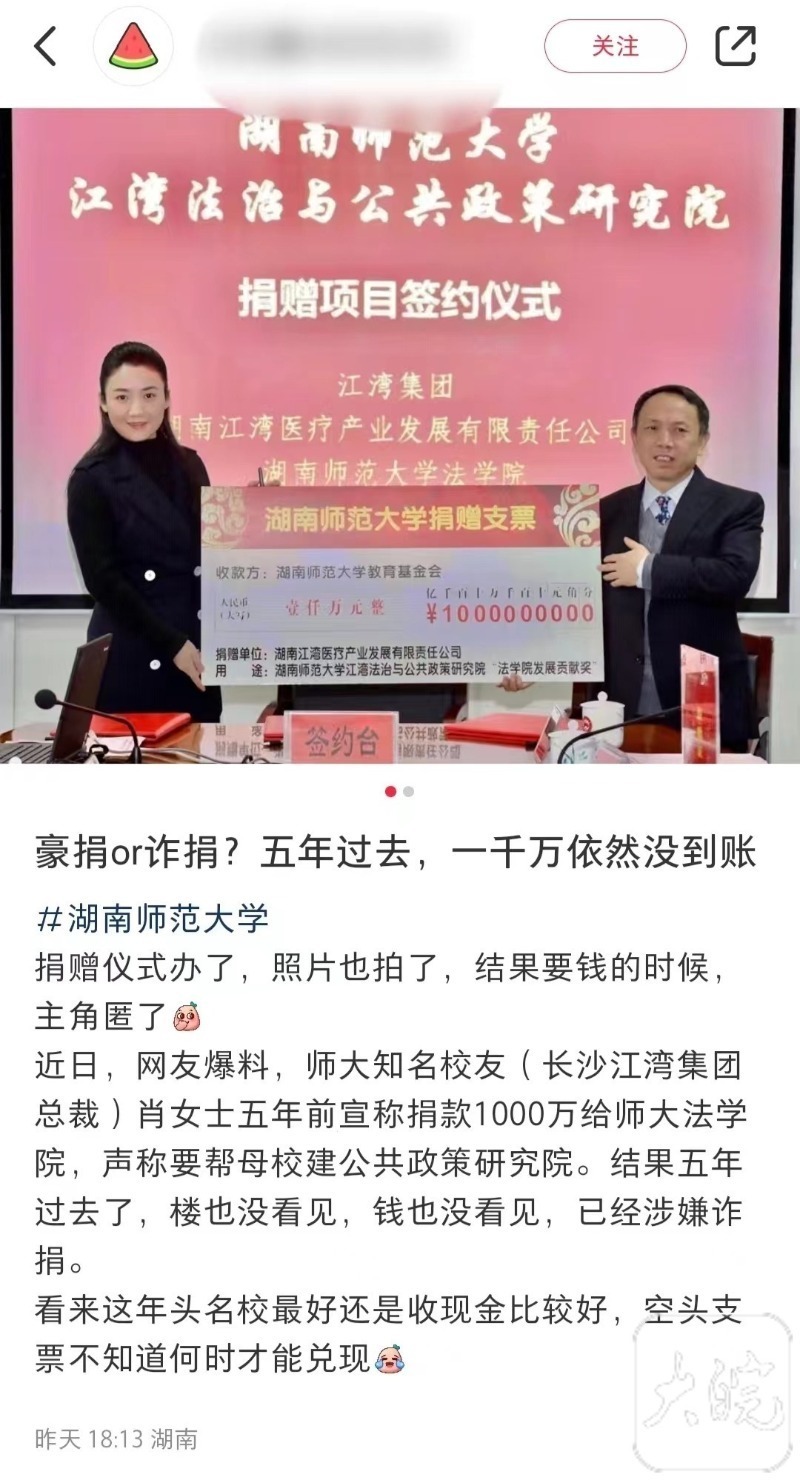 关注
湖南师范大学
江湾法治与公共政策研究院
捐赠项目签约仪式
江湾集团
湖南江湾医疗产业发展有限责任公司
湖南师范大学法学院
湖南师范大学捐赠支票
收款方：湖南师范大学教育基金会
人民币
（大写）
壹仟万元整
亿千百十万千百十元角分
¥1000000000
捐赠单位：湖南江湾医疗产业发展有限责任公司
用 途：湖南师范大学江湾法治与公共政策研究院“法学院发展贡献奖”
签约台
豪捐or诈捐？五年过去，一千万依然没到账
#湖南师范大学
捐赠仪式办了，照片也拍了，结果要钱的时候，
主角匿了
近日，网友爆料，师大知名校友（长沙江湾集团
总裁）肖女士五年前宣称捐款1000万给师大法学
院，声称要帮母校建公共政策研究院。结果五年
过去了，楼也没看见，钱也没看见，已经涉嫌诈
捐。
看来这年头名校最好还是收现金比较好，空头支
票不知道何时才能兑现
大皖
昨天 18:13 湖南